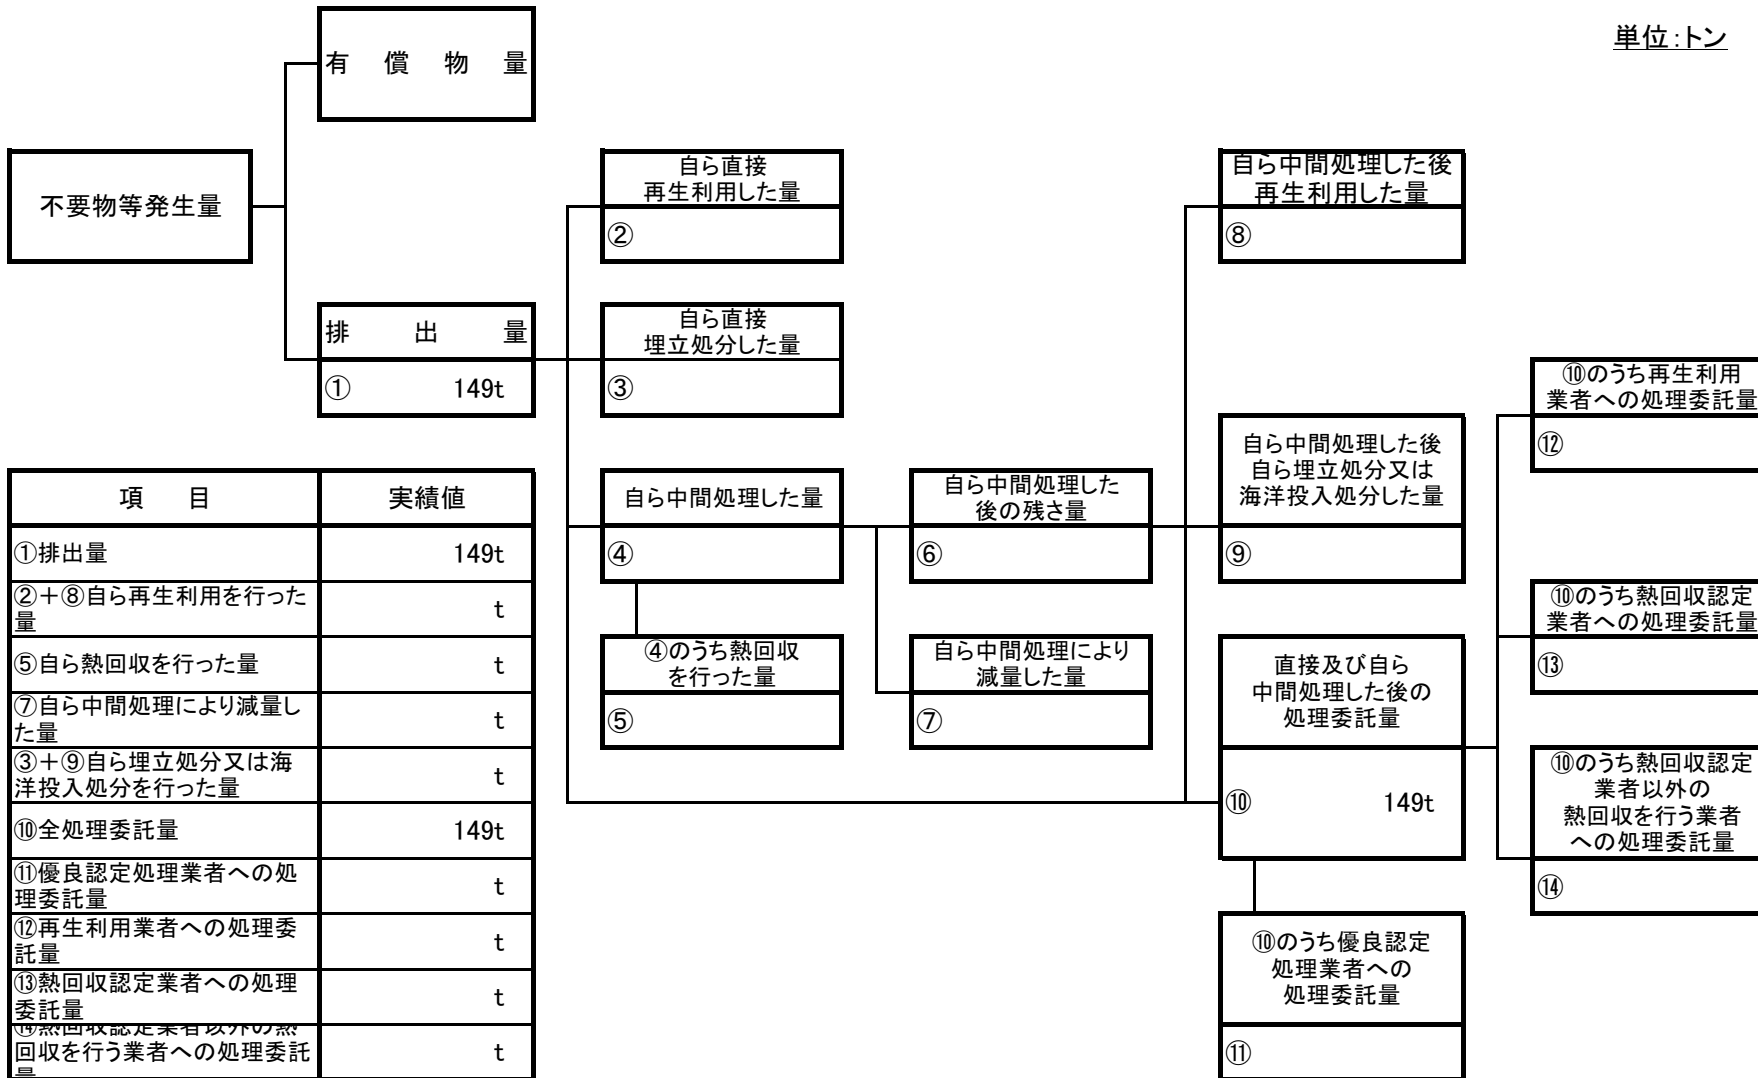 単位：トン
有償物量
不要物等発生量
自ら直接
再生利用した量
②
自ら中間処理した後
再生利用した量
⑧
排出量
① 149t
自ら直接
埋立処分した量
③
⑩のうち再生利用
業者への処理委託量
⑫
自ら中間処理した後
自ら埋立処分又は
海洋投入処分した量
⑨
自ら中間処理した量
④
自ら中間処理した
後の残さ量
⑥
⑩のうち熱回収認定
業者への処理委託量
⑬
④のうち熱回収
を行った量
⑤
自ら中間処理により
減量した量
⑦
直接及び自ら
中間処理した後の
処理委託量
⑩ 149t
⑩のうち熱回収認定
業者以外の
熱回収を行う業者
への処理委託量
⑭
⑩のうち優良認定
処理業者への
処理委託量
⑪
項目 実績値
①排出量 149t
②＋⑧自ら再生利用を行った
量 t
⑤自ら熱回収を行った量 t
⑦自ら中間処理により減量し
た量 t
③＋⑨自ら埋立処分又は海
洋投入処分を行った量 t
⑩全処理委託量 149t
⑪優良認定処理業者への処
理委託量 t
⑫再生利用業者への処理委
託量 t
⑬熱回収認定業者への処理
委託量 t
⑭熱回収認定業者以外の熱
回収を行う業者への処理委託
量 t